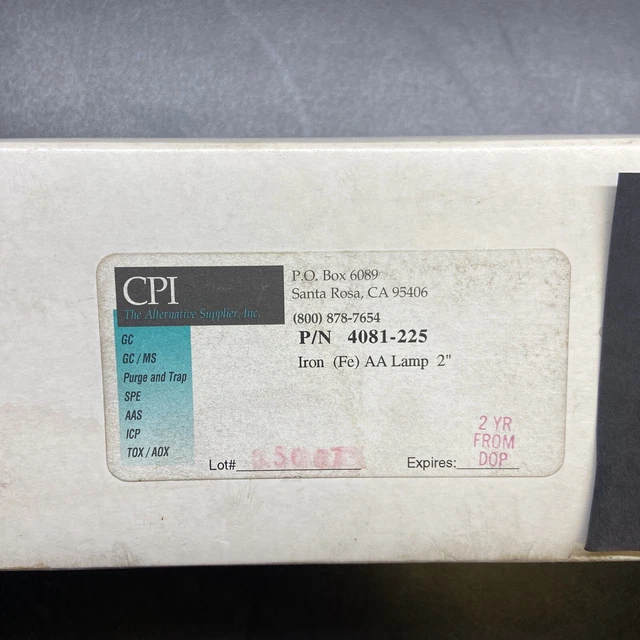 CPI
The Alternative Supplier, Inc.
P.O. Box 6089
Santa Rosa, CA 95406
(800) 878-7654
P/N 4081-225
Iron (Fe) AA Lamp 2"
GC
GC / MS
Purge and Trap
SPE
AAS
ICP
TOX / AOX
Lot#
Expires:
2 YR
FROM
DOP